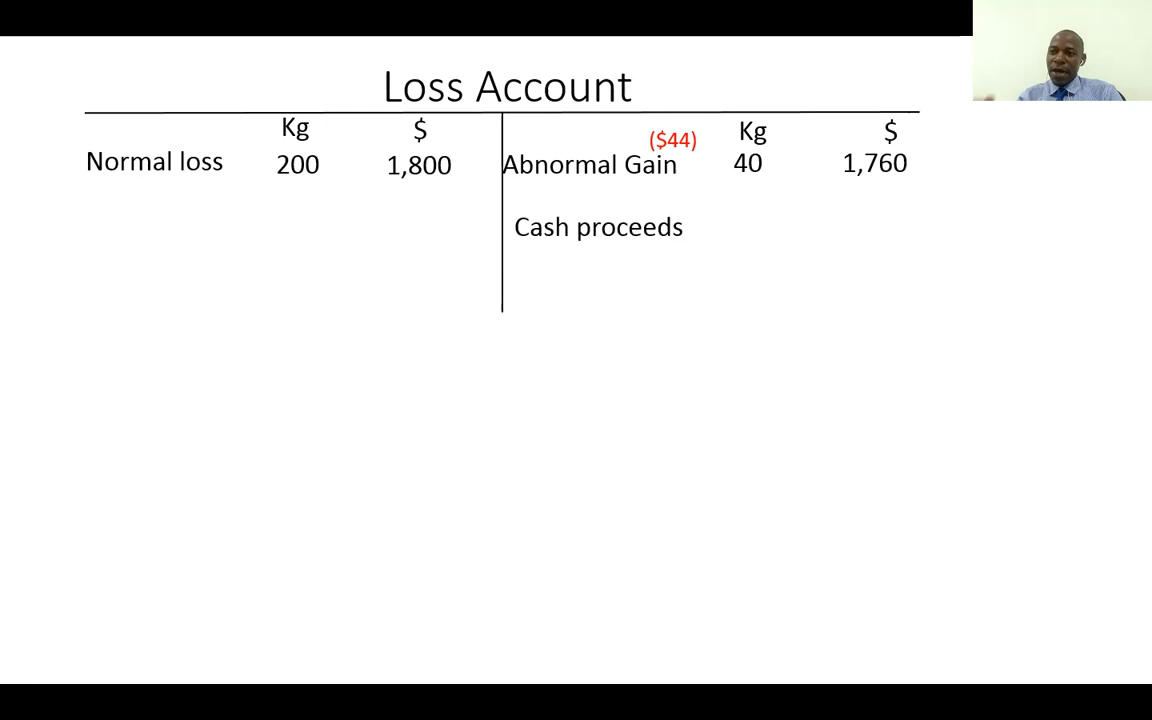 Loss Account
Kg $ Kg $
($44)
Normal loss 200 1,800 Abnormal Gain 40 1,760
Cash proceeds